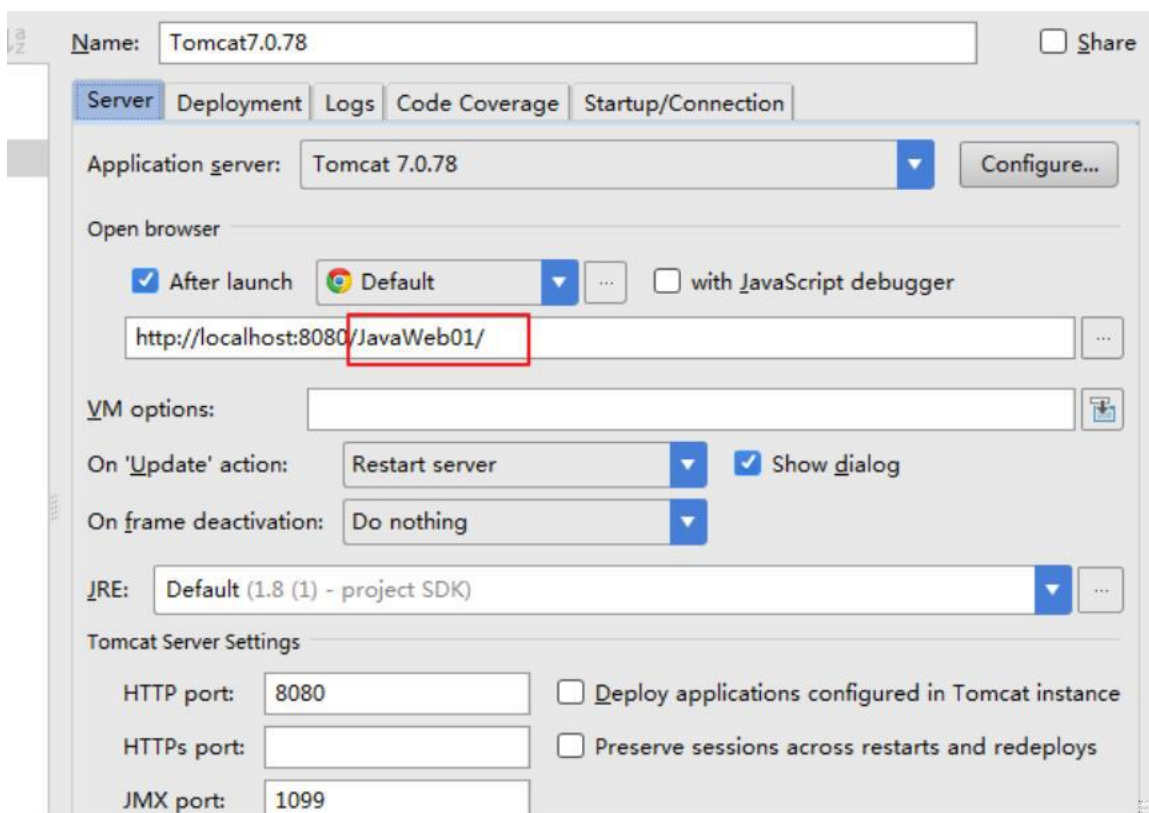 Name: Tomcat7.0.78 Share
Server Deployment Logs Code Coverage Startup/Connection
Application server: Tomcat 7.0.78 Configure...
Open browser
After launch Default ... with JavaScript debugger
http://localhost:8080/JavaWeb01/ ...
VM options:
On 'Update' action: Restart server Show dialog
On frame deactivation: Do nothing
JRE: Default (1.8 (1) - project SDK) ...
Tomcat Server Settings
HTTP port: 8080 Deploy applications configured in Tomcat instance
HTTPs port: Preserve sessions across restarts and redeploys
JMX port: 1099